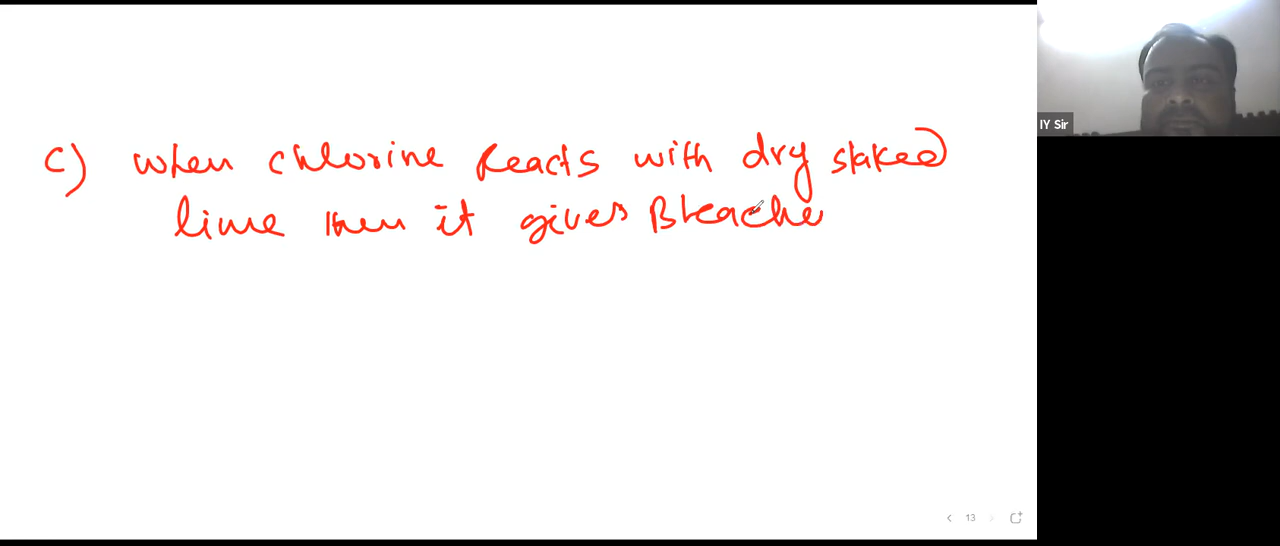 c) when chlorine Reacts with dry slaked
lime then it gives Bleache
IY Sir
13